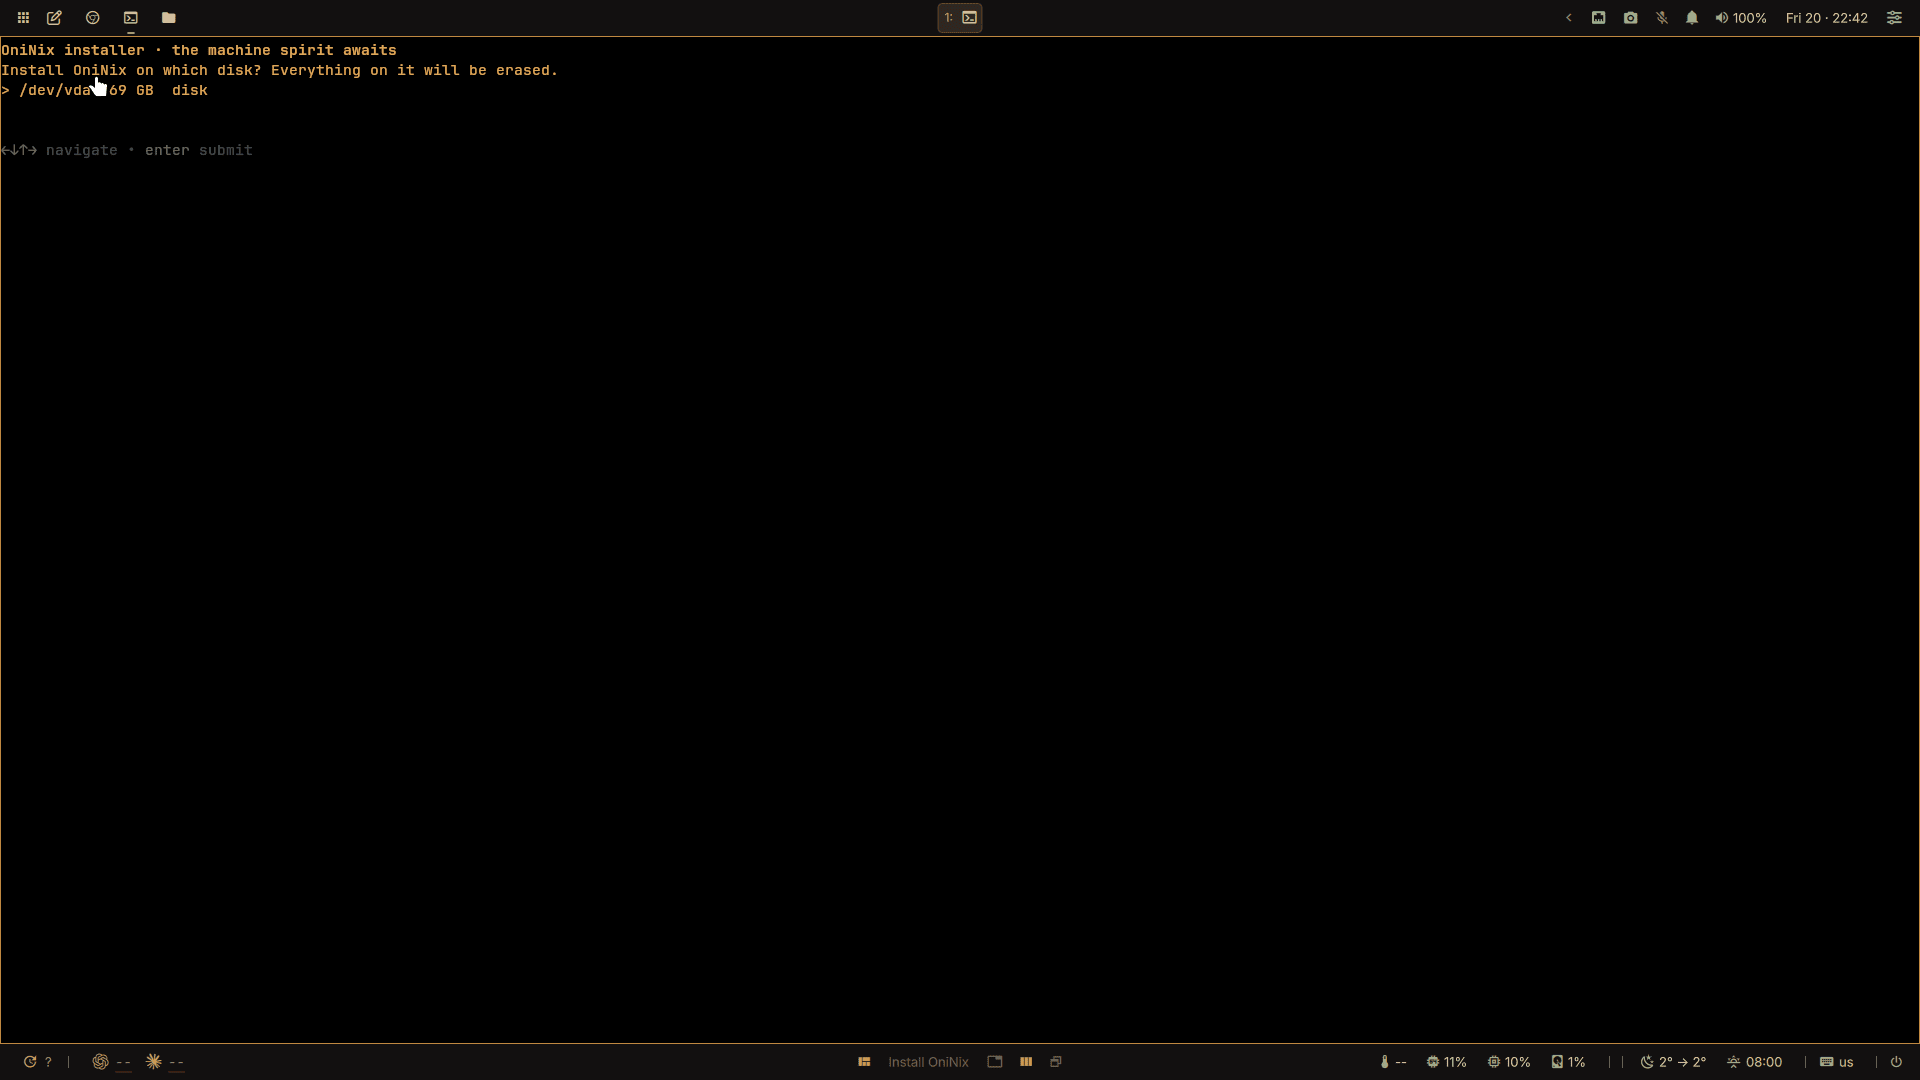 1:
100%
Fri 20 · 22:42
OniNix installer · the machine spirit awaits
Install OniNix on which disk? Everything on it will be erased.
> /dev/vda 69 GB  disk
←↓↑→ navigate • enter submit
? | -- --
Install OniNix
-- 11% 10% 1% | | 2° → 2° 08:00 | us |